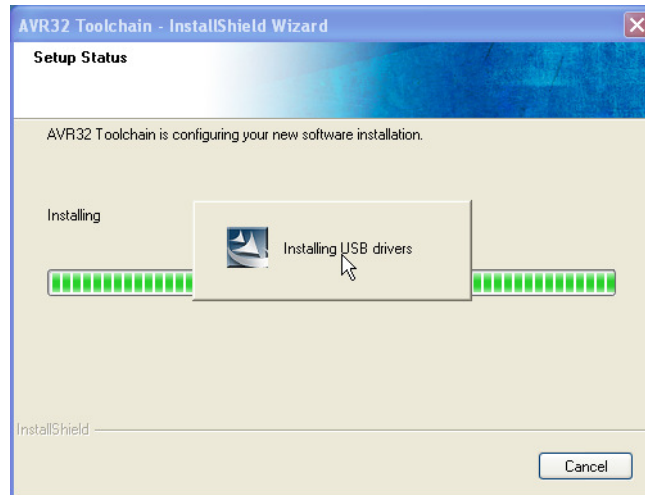 AVR32 Toolchain - InstallShield Wizard
Setup Status
AVR32 Toolchain is configuring your new software installation.
Installing
Installing USB drivers
InstallShield
Cancel